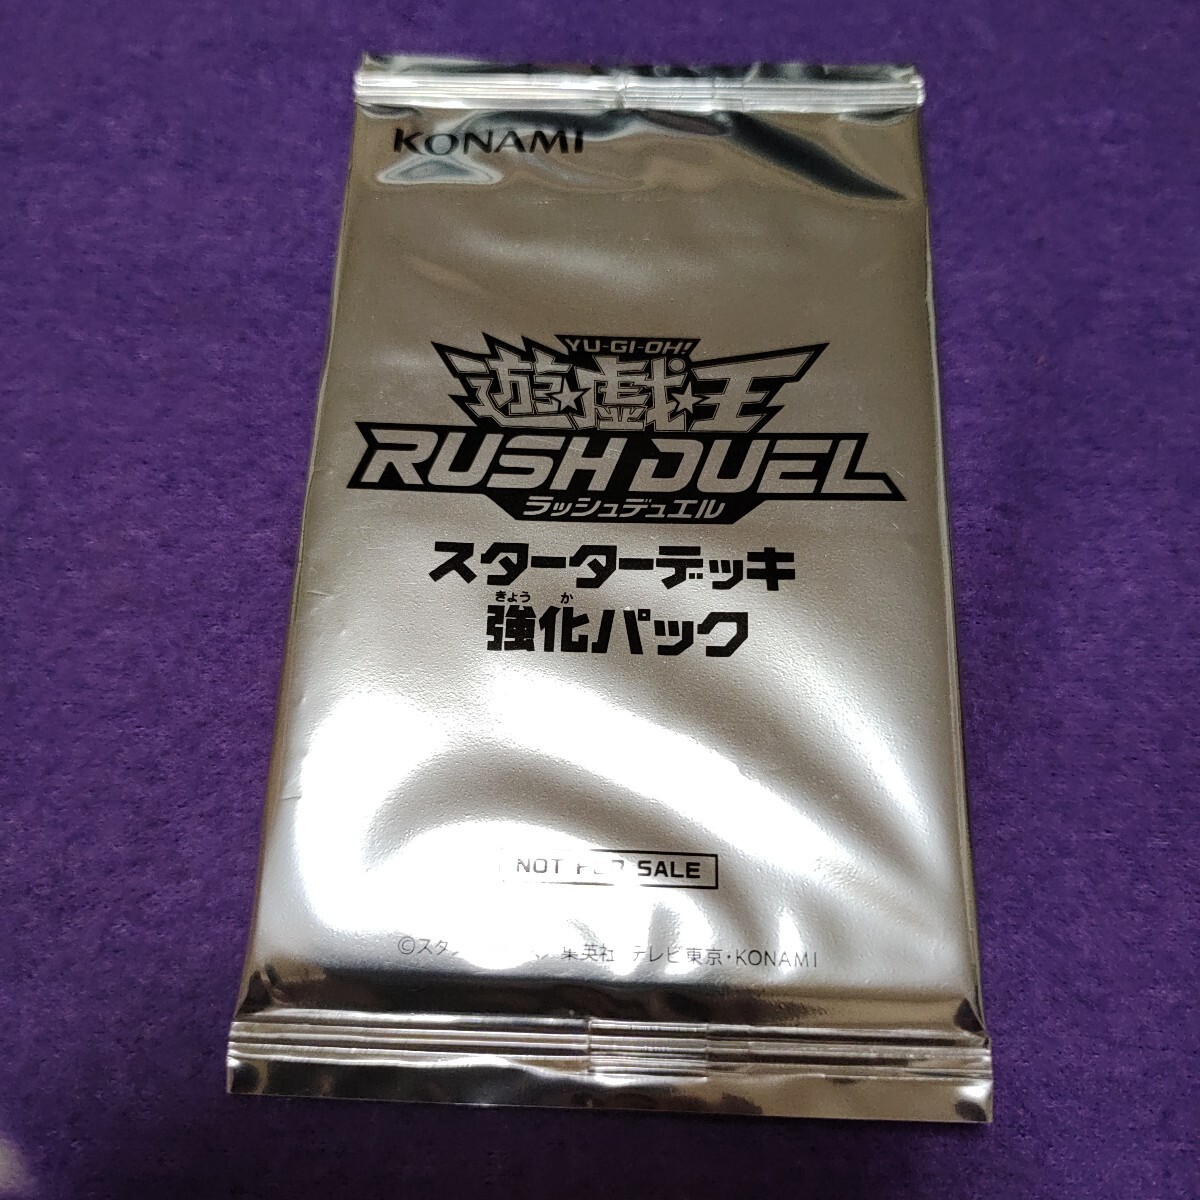 KONAMI
YU-GI-OH!
遊☆戯★王
RUSH DUEL
ラッシュデュエル
スターターデッキ
きょう か
強化パック
NOT FOR SALE
©スタ 集英社 テレビ東京・KONAMI